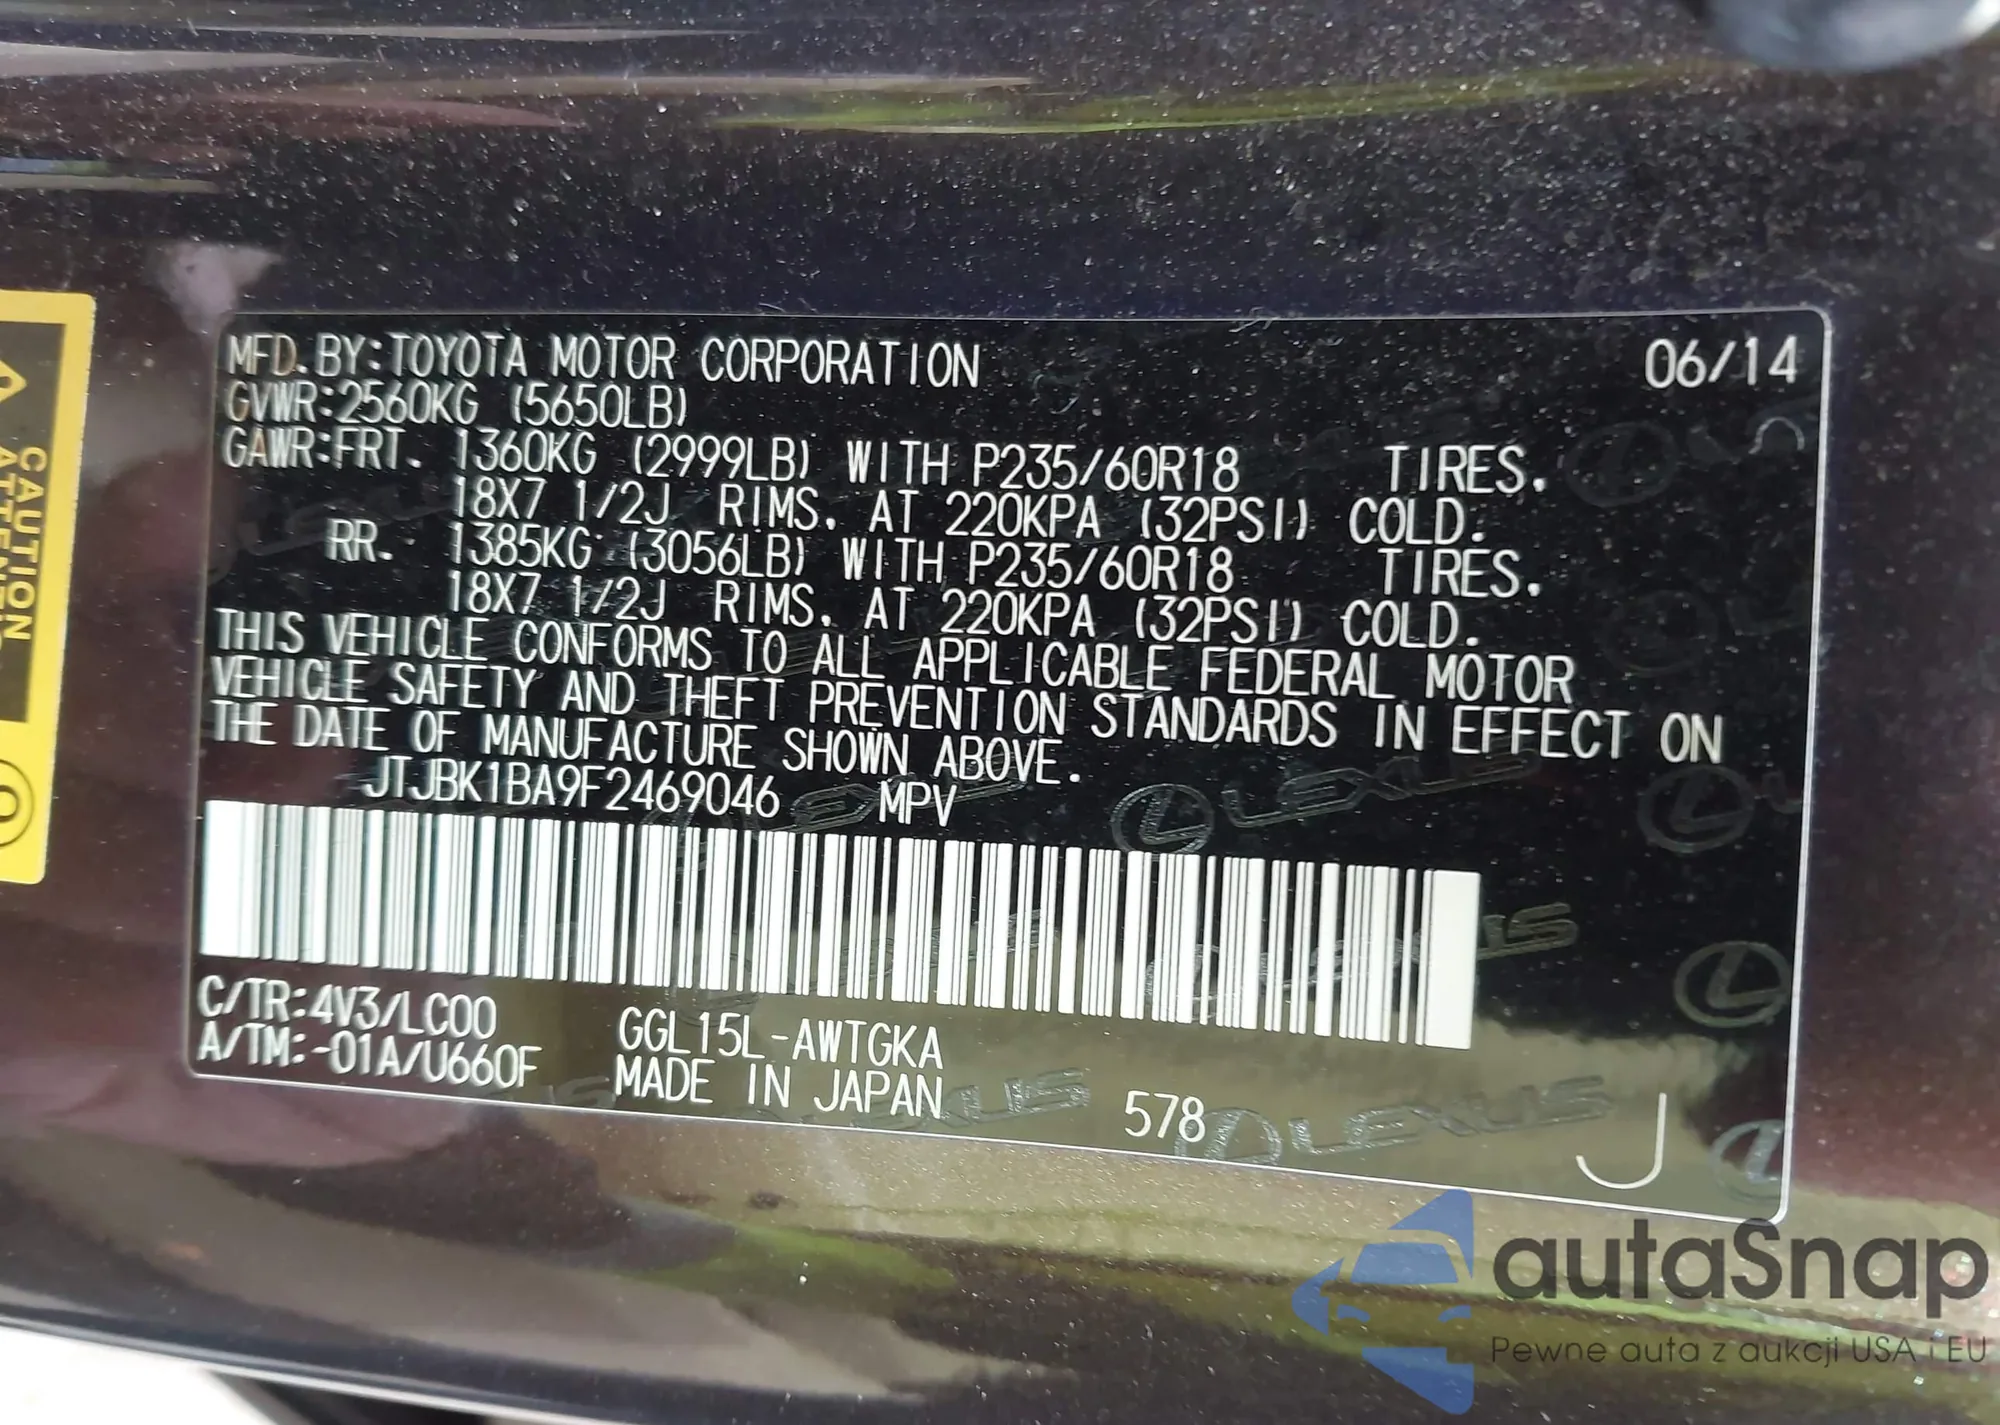 MFD. BY: TOYOTA MOTOR CORPORATION 06/14
GVWR: 2560KG (5650LB)
GAWR: FRT. 1360KG (2999LB) WITH P235/60R18 TIRES.
18X7 1/2J RIMS. AT 220KPA (32PSI) COLD.
RR. 1385KG (3056LB) WITH P235/60R18 TIRES.
18X7 1/2J RIMS. AT 220KPA (32PSI) COLD.
THIS VEHICLE CONFORMS TO ALL APPLICABLE FEDERAL MOTOR
VEHICLE SAFETY AND THEFT PREVENTION STANDARDS IN EFFECT ON
THE DATE OF MANUFACTURE SHOWN ABOVE.
JTJBK1BA9F2469046 MPV
C/TR: 4V3/LC00
A/TM: -01A/U660F
GGL15L-AWTGKA
MADE IN JAPAN
578
J
CAUTION
LEXUS
LEXUS
LEXUS
autaSnap
Pewne auta z aukcji USA i EU